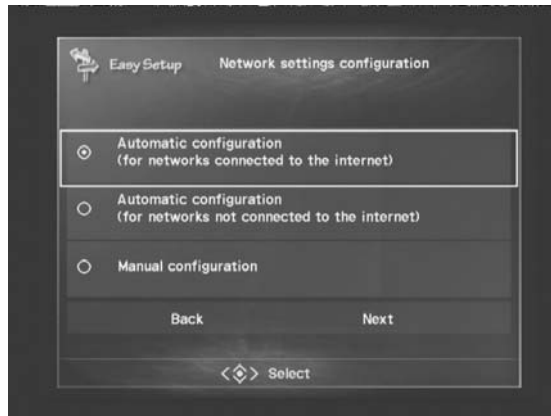 Easy Setup
Network settings configuration
Automatic configuration
(for networks connected to the internet)
Automatic configuration
(for networks not connected to the internet)
Manual configuration
Back
Next
Select